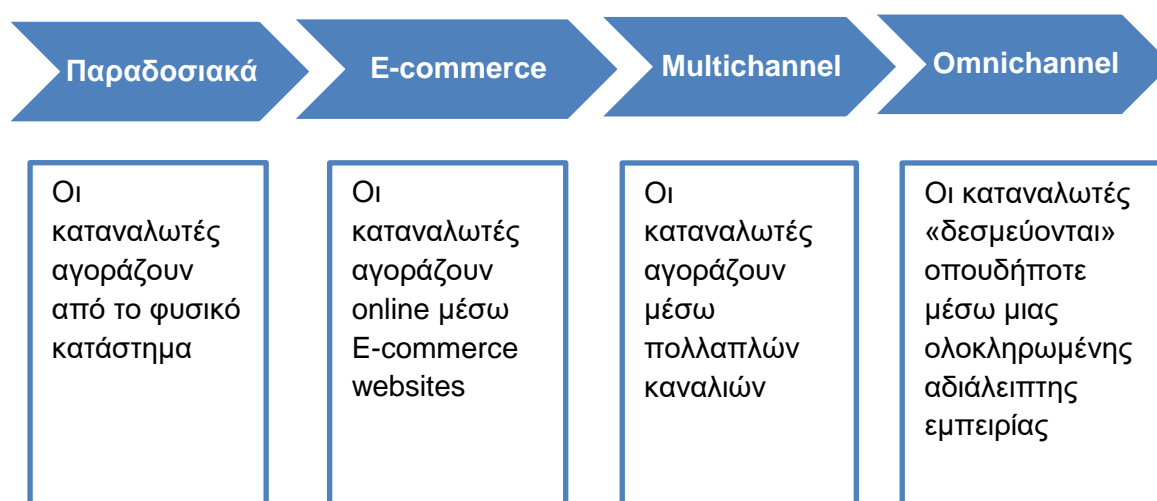 Παραδοσιακά
E-commerce
Multichannel
Omnichannel
Οι
καταναλωτές
αγοράζουν
από το φυσικό
κατάστημα
Οι
καταναλωτές
αγοράζουν
online μέσω
E-commerce
websites
Οι
καταναλωτές
αγοράζουν
μέσω
πολλαπλών
καναλιών
Οι καταναλωτές
«δεσμεύονται»
οπουδήποτε
μέσω μιας
ολοκληρωμένης
αδιάλειπτης
εμπειρίας